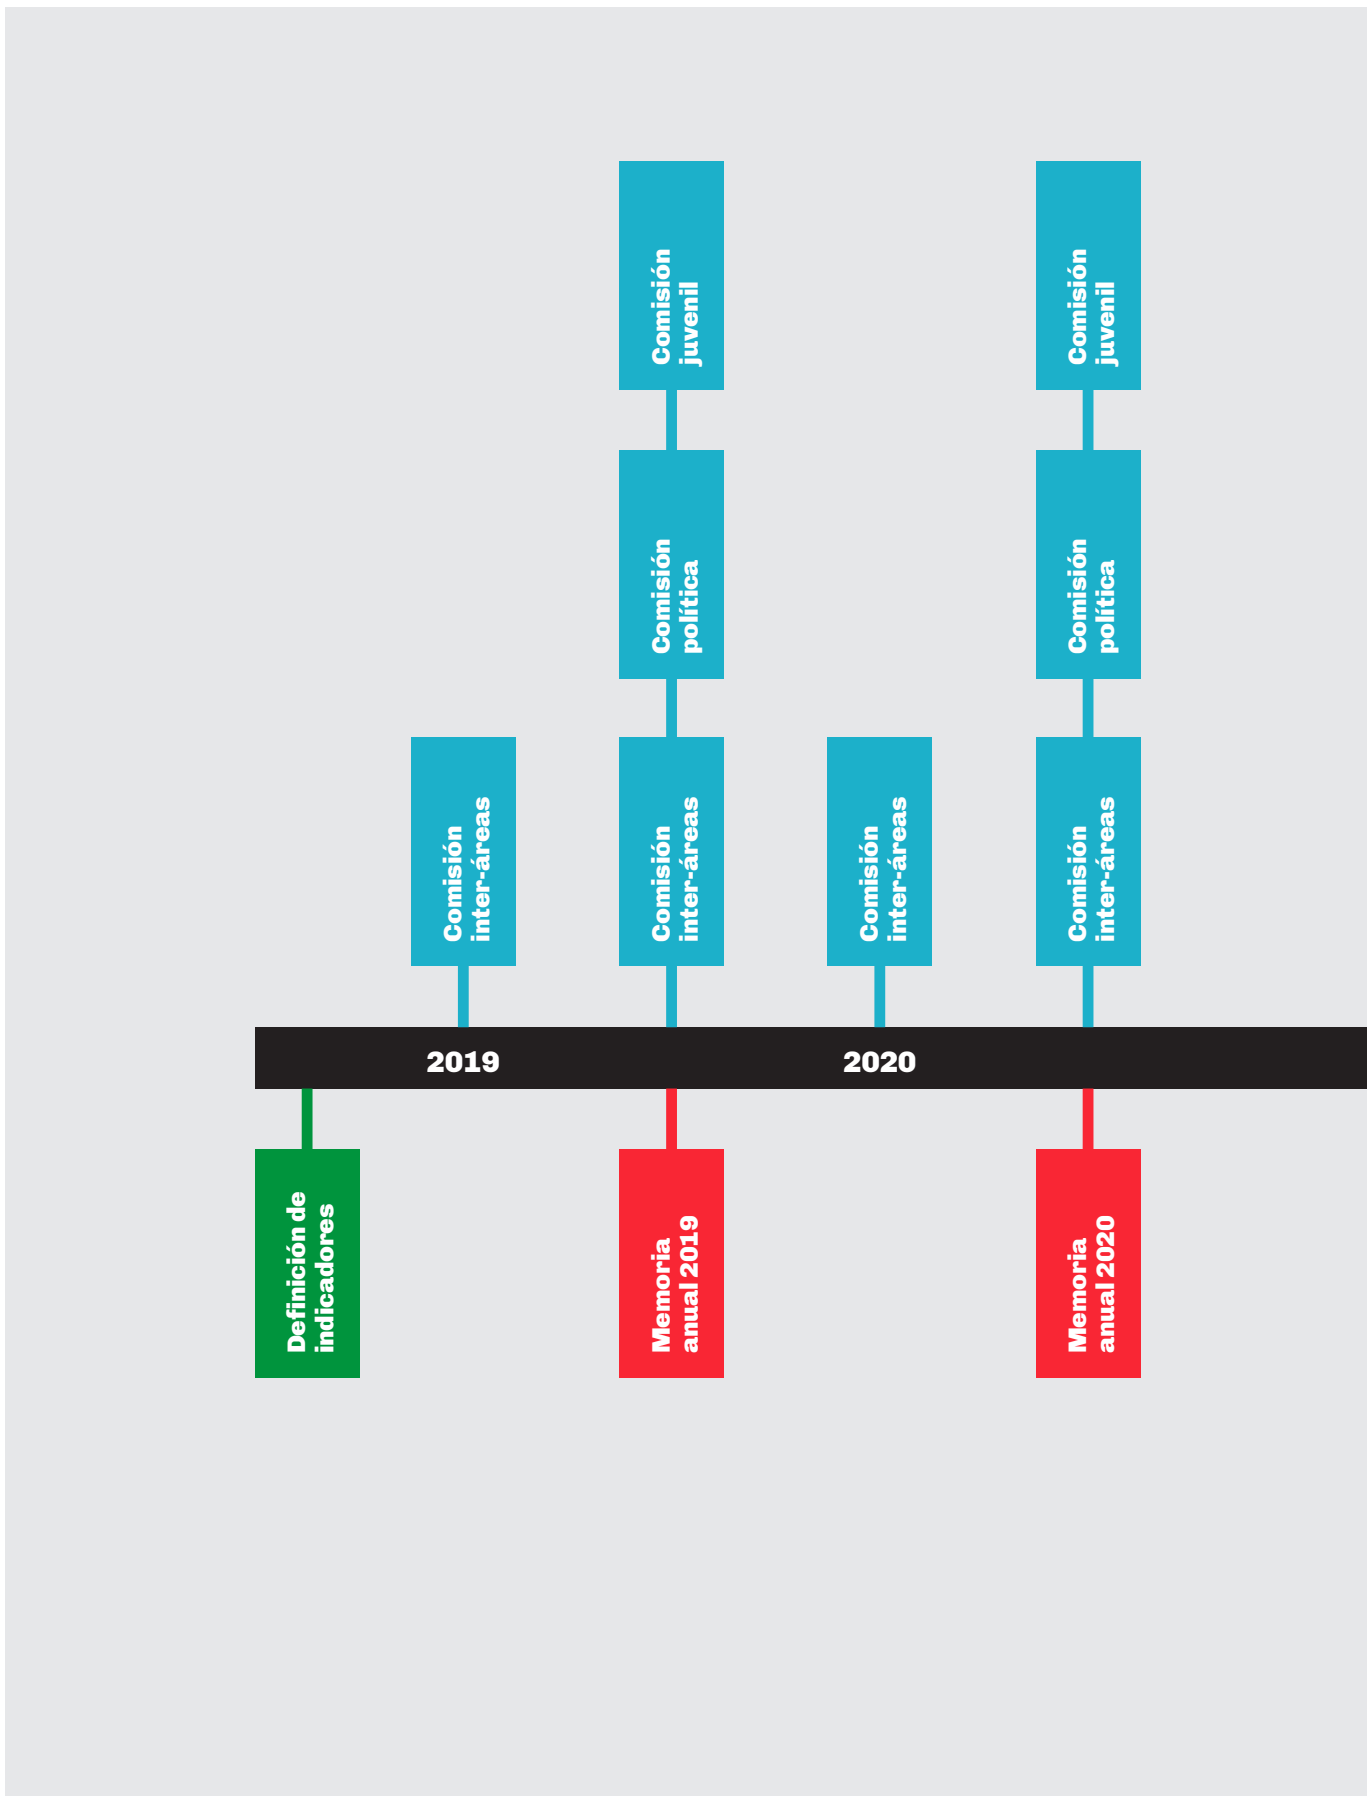 Comisión
juvenil
Comisión
juvenil
Comisión
política
Comisión
política
Comisión
inter-áreas
Comisión
inter-áreas
Comisión
inter-áreas
Comisión
inter-áreas
2019
2020
Definición de
indicadores
Memoria
anual 2019
Memoria
anual 2020